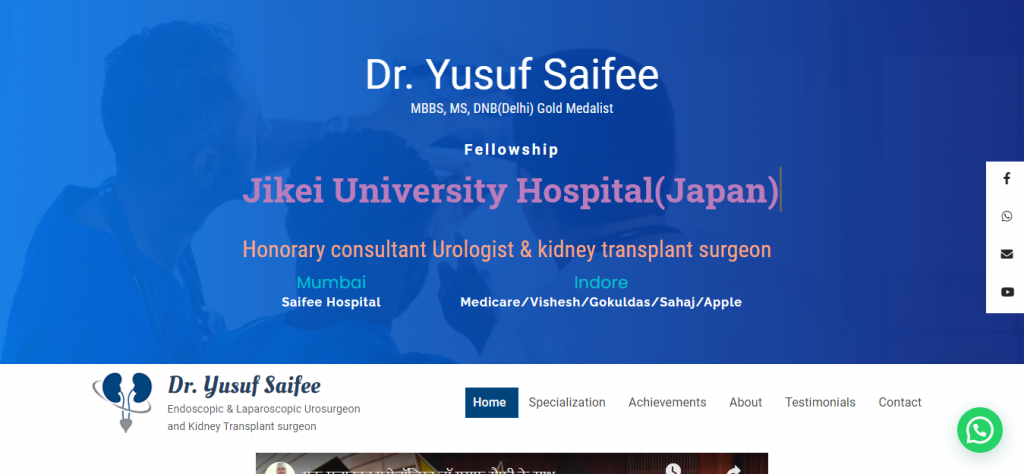 Dr. Yusuf Saifee
MBBS, MS, DNB(Delhi) Gold Medalist
Fellowship
Jikei University Hospital(Japan)
Honorary consultant Urologist & kidney transplant surgeon
Mumbai
Saifee Hospital
Indore
Medicare/Vishesh/Gokuldas/Sahaj/Apple
Dr. Yusuf Saifee
Endoscopic & Laparoscopic Urosurgeon
and Kidney Transplant surgeon
Home Specialization Achievements About Testimonials Contact